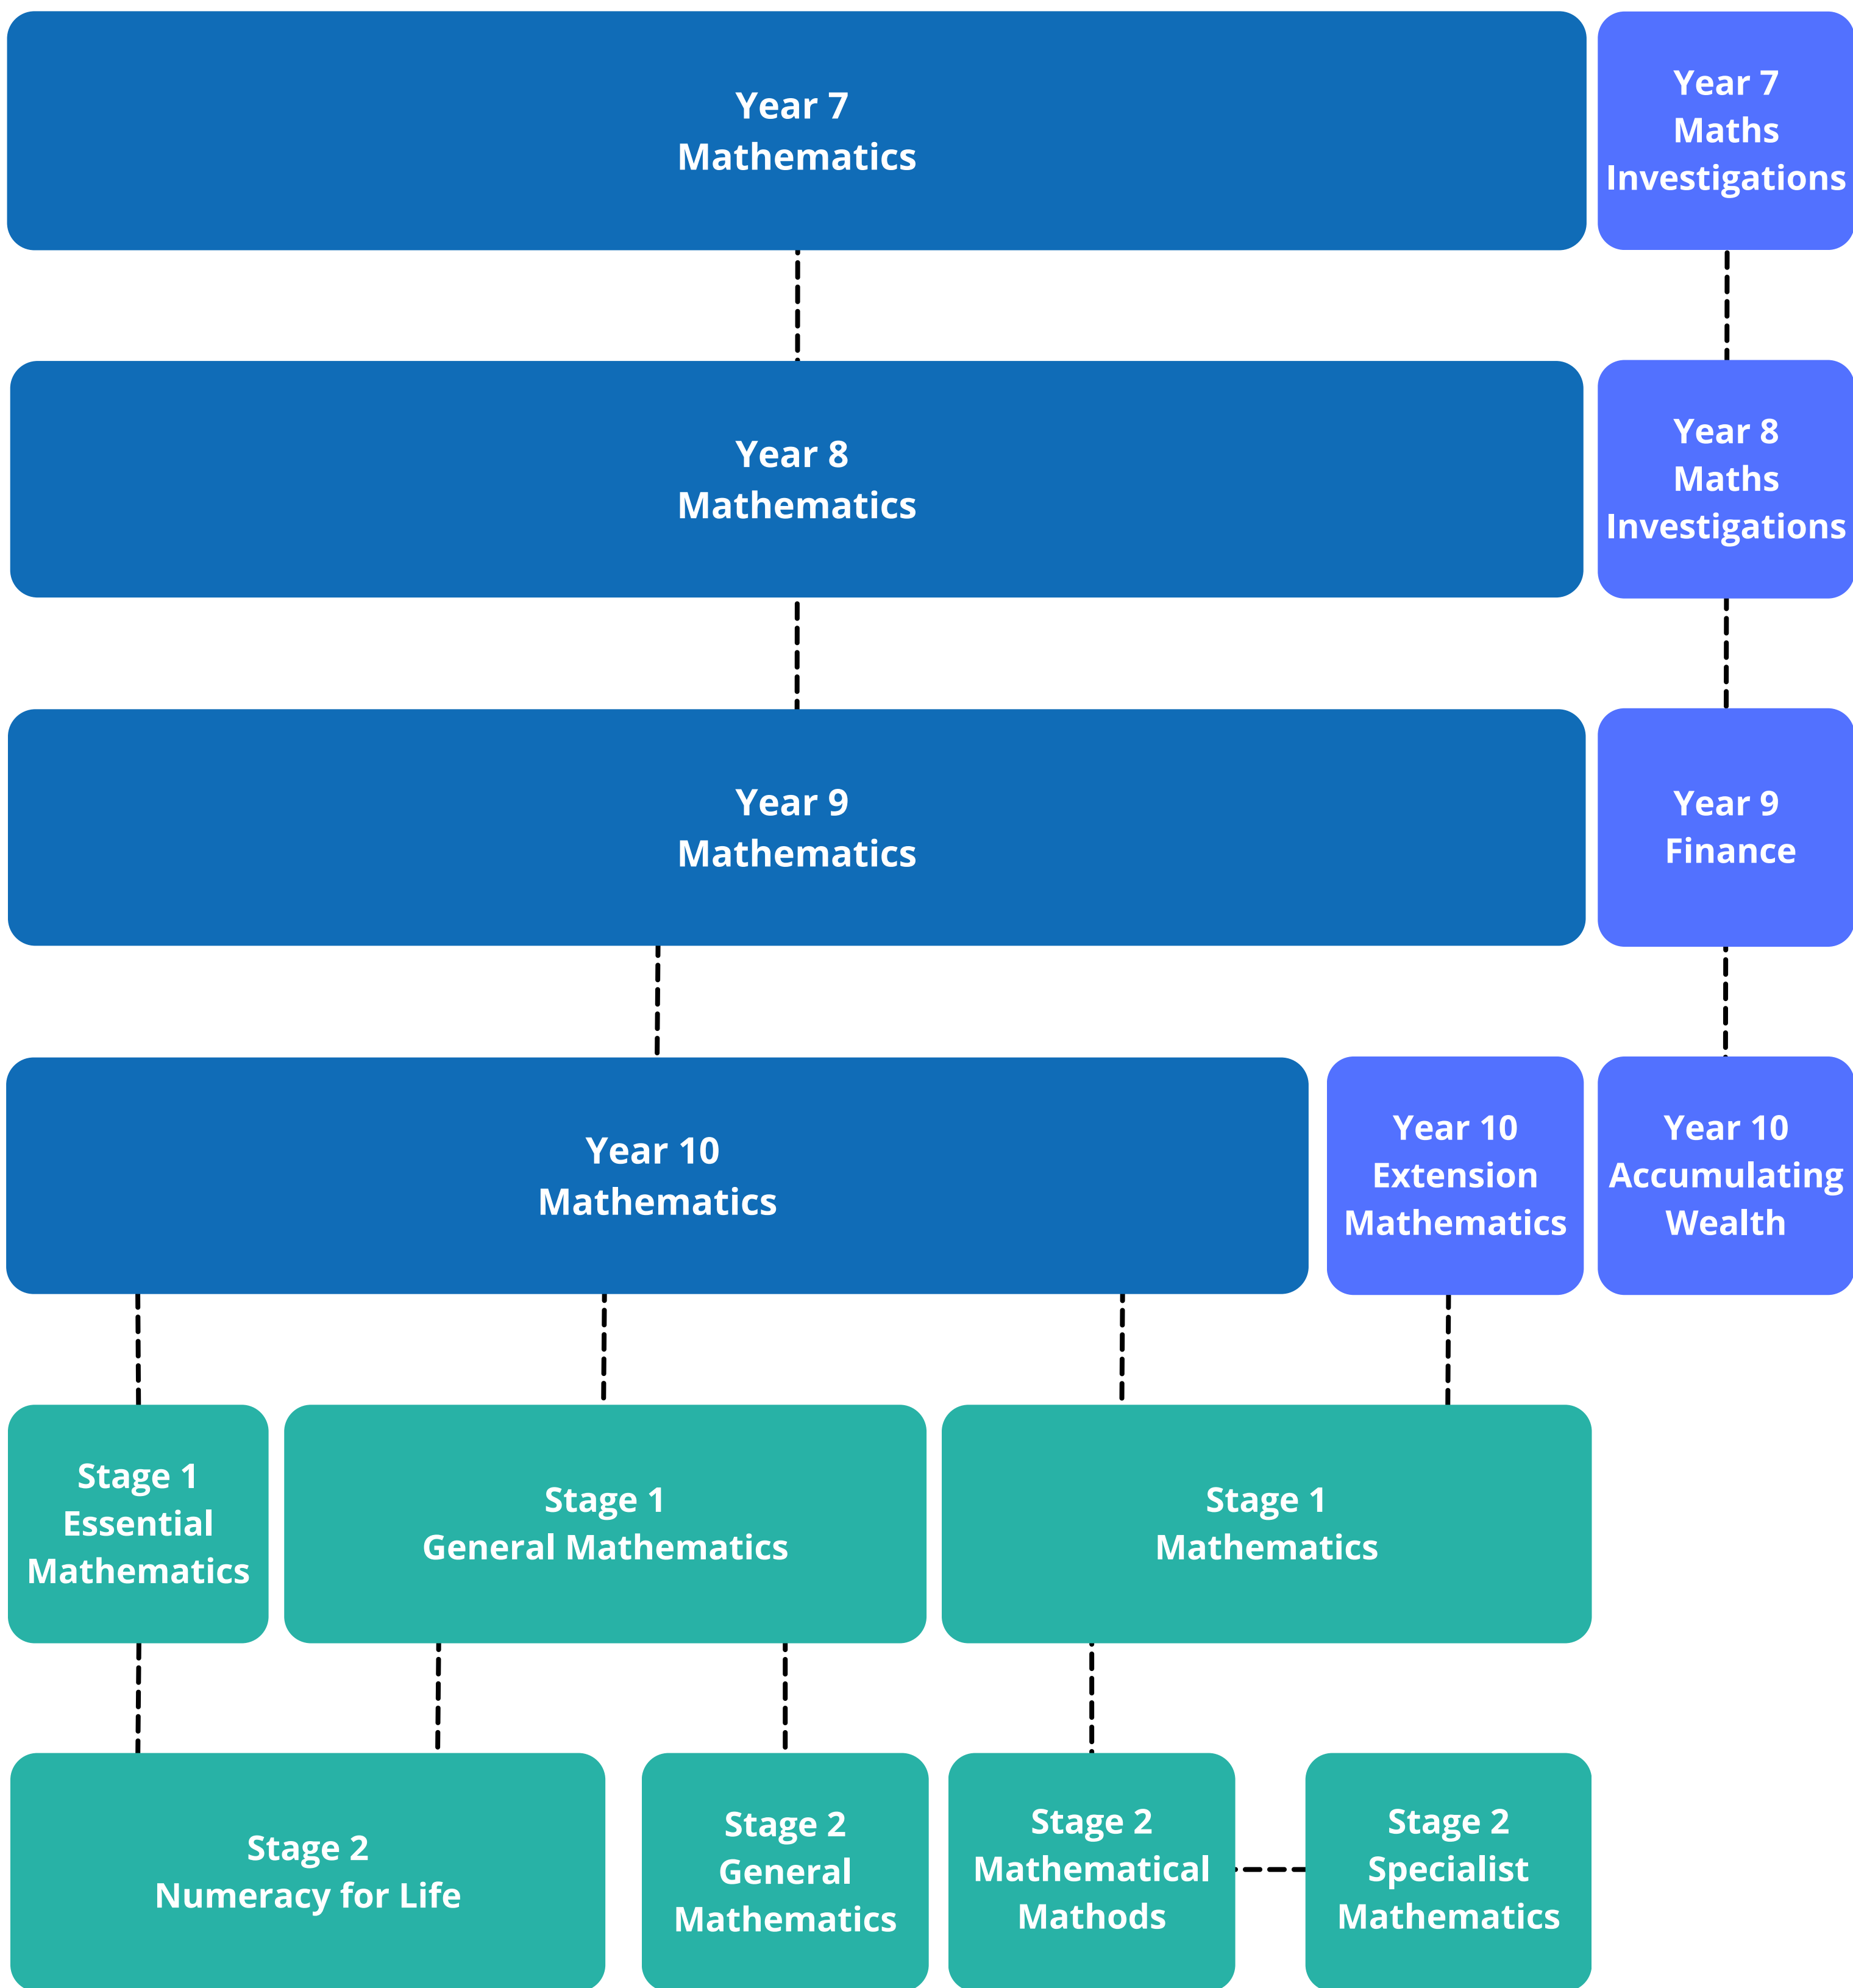 Year 7
Mathematics
Year 7
Maths
Investigations
Year 8
Mathematics
Year 8
Maths
Investigations
Year 9
Mathematics
Year 9
Finance
Year 10
Mathematics
Year 10
Extension
Mathematics
Year 10
Accumulating
Wealth
Stage 1
Essential
Mathematics
Stage 1
General Mathematics
Stage 1
Mathematics
Stage 2
Numeracy for Life
Stage 2
General
Mathematics
Stage 2
Mathematical
Mathods
Stage 2
Specialist
Mathematics